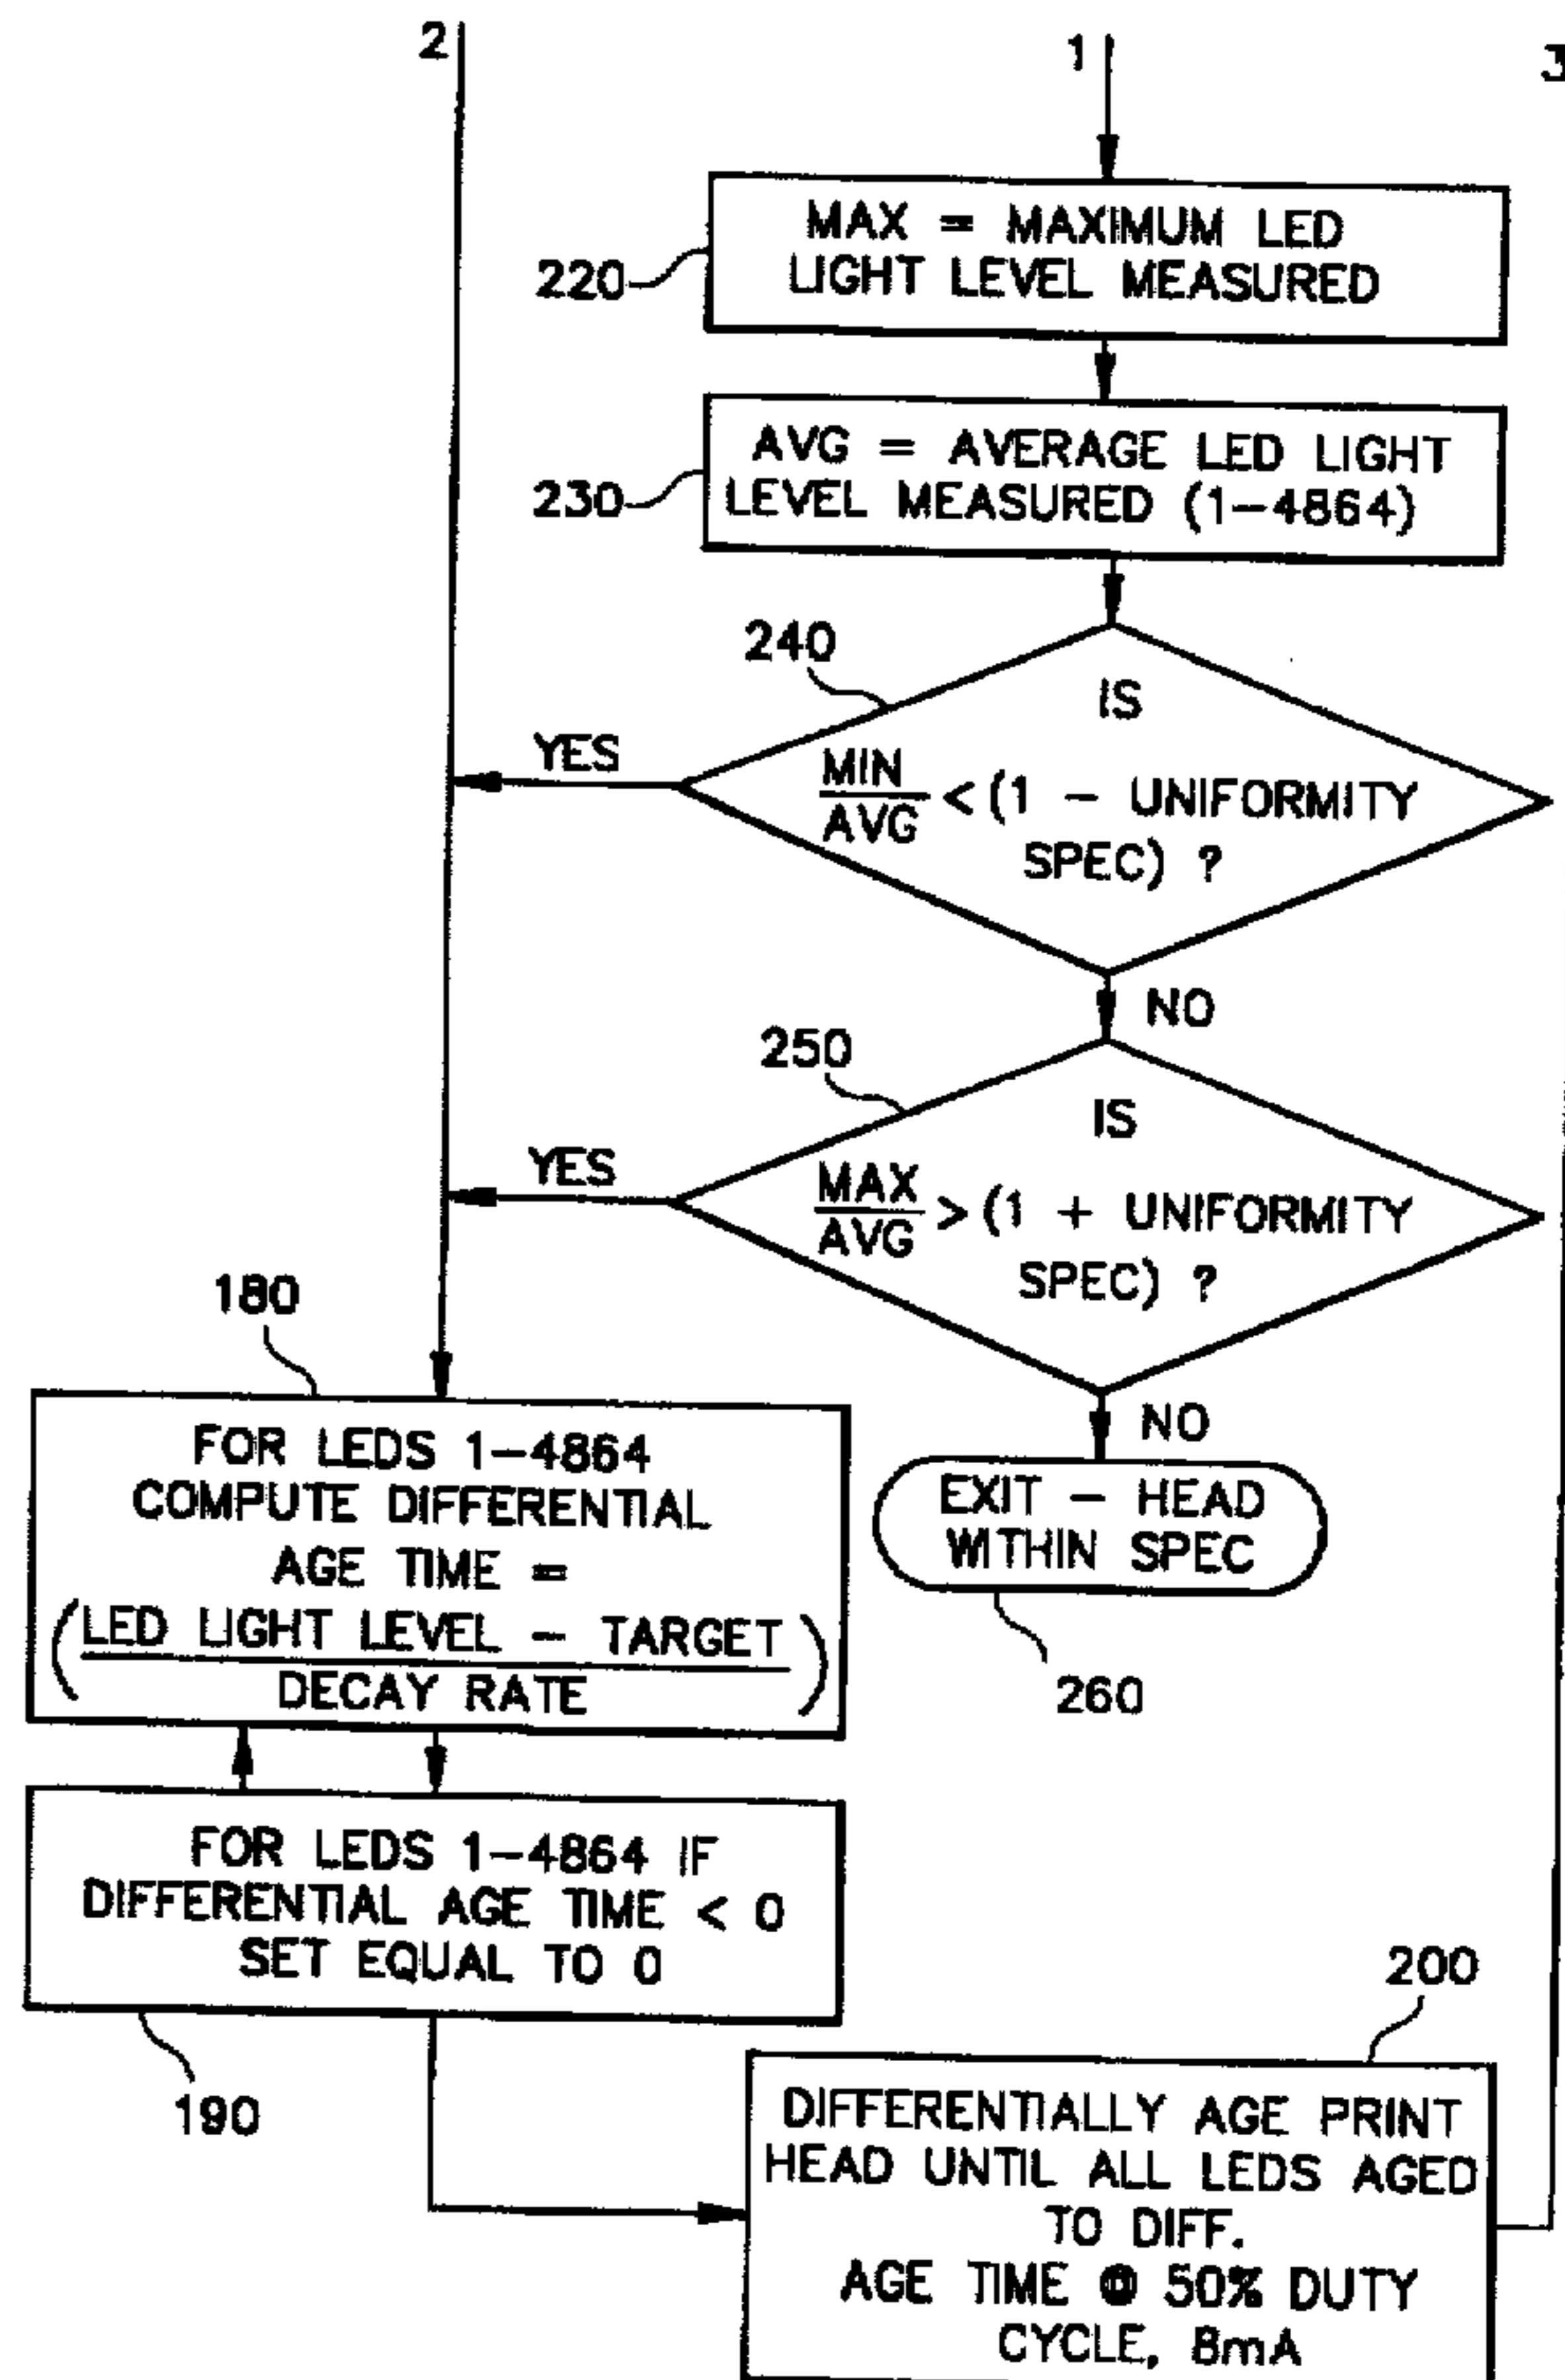 2
1
3
MAX = MAXIMUM LED
LIGHT LEVEL MEASURED
220
AVG = AVERAGE LED LIGHT
LEVEL MEASURED (1-4864)
230
240
IS
MIN
AVG
< (1 - UNIFORMITY
SPEC) ?
YES
NO
250
IS
MAX
AVG
> (1 + UNIFORMITY
SPEC) ?
YES
NO
180
FOR LEDS 1-4864
COMPUTE DIFFERENTIAL
AGE TIME =
(LED LIGHT LEVEL - TARGET)
DECAY RATE
EXIT - HEAD
WITHIN SPEC
260
FOR LEDS 1-4864 IF
DIFFERENTIAL AGE TIME < 0
SET EQUAL TO 0
190
200
DIFFERENTIALLY AGE PRINT
HEAD UNTIL ALL LEDS AGED
TO DIFF.
AGE TIME @ 50% DUTY
CYCLE, 8mA